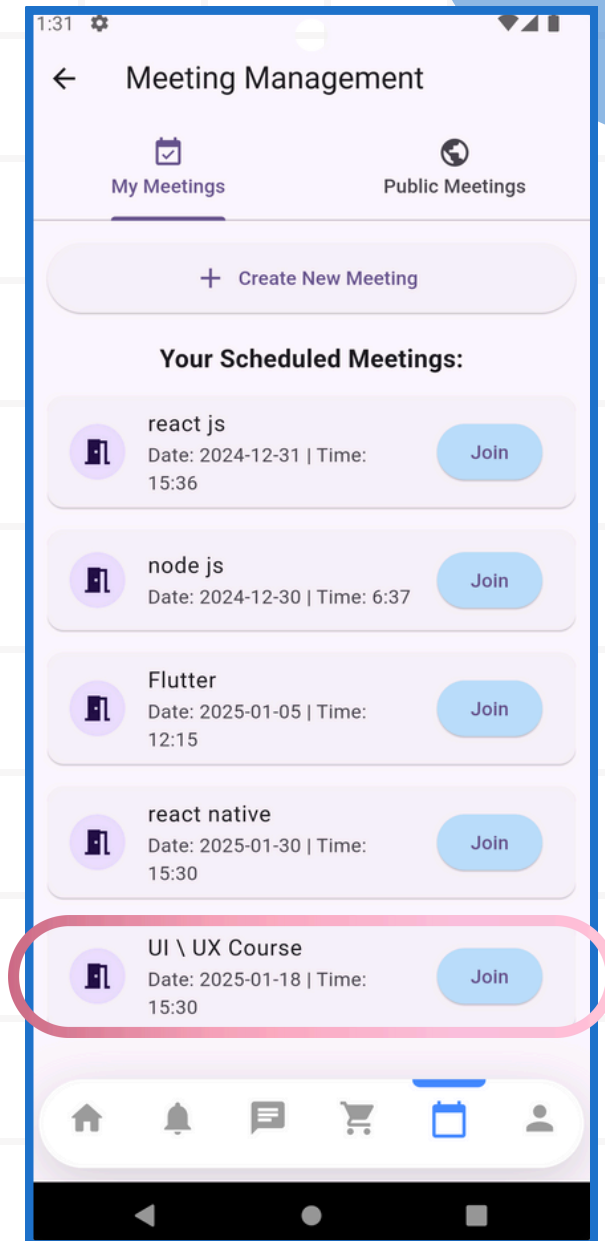 1:31
Meeting Management
My Meetings
Public Meetings
+ Create New Meeting
Your Scheduled Meetings:
react js
Date: 2024-12-31 | Time:
15:36
Join
node js
Date: 2024-12-30 | Time: 6:37
Join
Flutter
Date: 2025-01-05 | Time:
12:15
Join
react native
Date: 2025-01-30 | Time:
15:30
Join
UI \ UX Course
Date: 2025-01-18 | Time:
15:30
Join